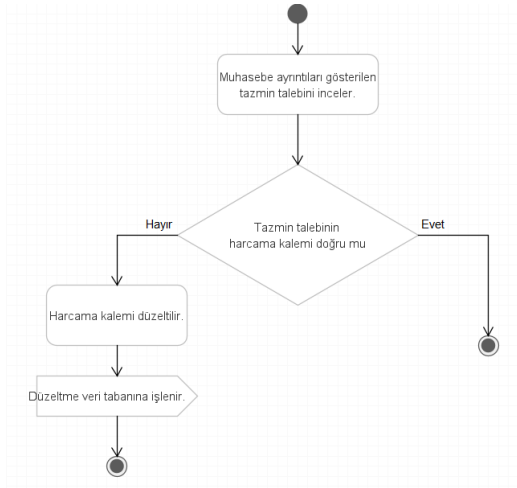 Muhasebe ayrıntıları gösterilen
tazmin talebini inceler.
Tazmin talebinin
harcama kalemi doğru mu
Hayır
Evet
Harcama kalemi düzeltilir.
Düzeltme veri tabanına işlenir.